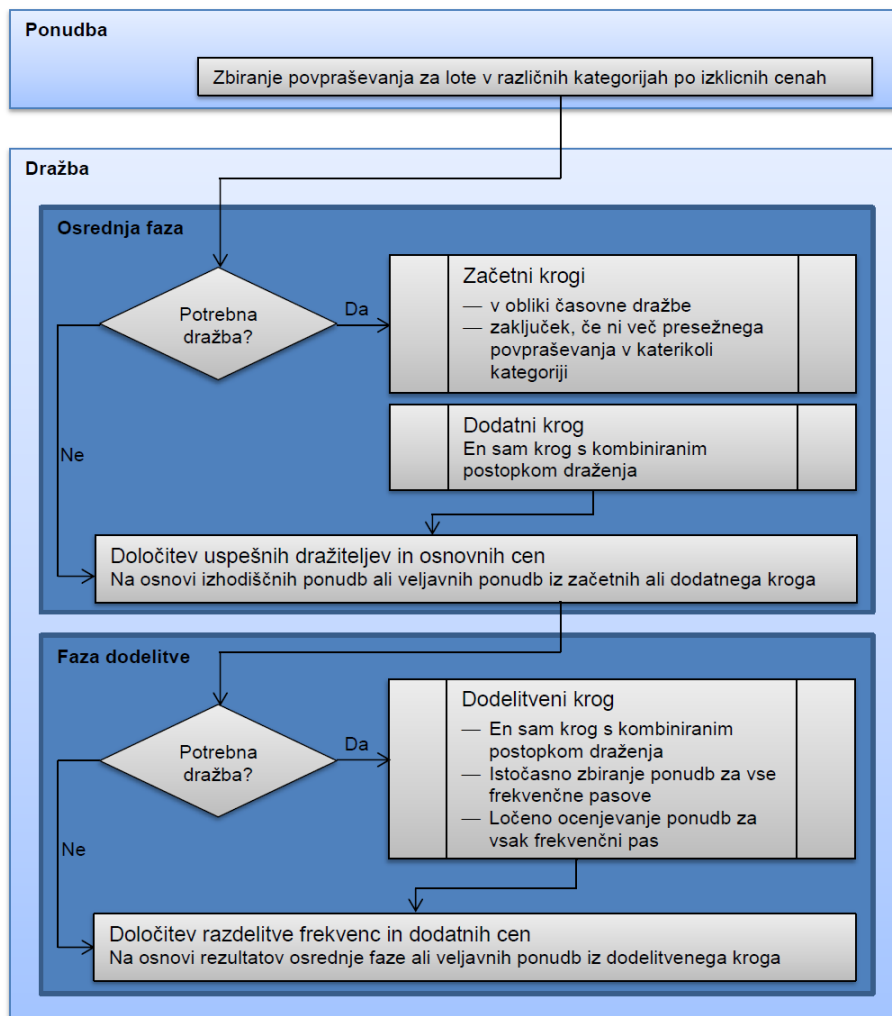 Ponudba
Zbiranje povpraševanja za lote v različnih kategorijah po izklicnih cenah
Dražba
Osrednja faza
Potrebna
dražba?
Da
Ne
Začetni krogi
— v obliki časovne dražbe
— zaključek, če ni več presežnega
povpraševanja v katerikoli
kategoriji
Dodatni krog
En sam krog s kombiniranim
postopkom draženja
Določitev uspešnih dražiteljev in osnovnih cen
Na osnovi izhodiščnih ponudb ali veljavnih ponudb iz začetnih ali dodatnega kroga
Faza dodelitve
Potrebna
dražba?
Da
Ne
Dodelitveni krog
— En sam krog s kombiniranim
postopkom draženja
— Istočasno zbiranje ponudb za vse
frekvenčne pasove
— Ločeno ocenjevanje ponudb za
vsak frekvenčni pas
Določitev razdelitve frekvenc in dodatnih cen
Na osnovi rezultatov osrednje faze ali veljavnih ponudb iz dodelitvenega kroga